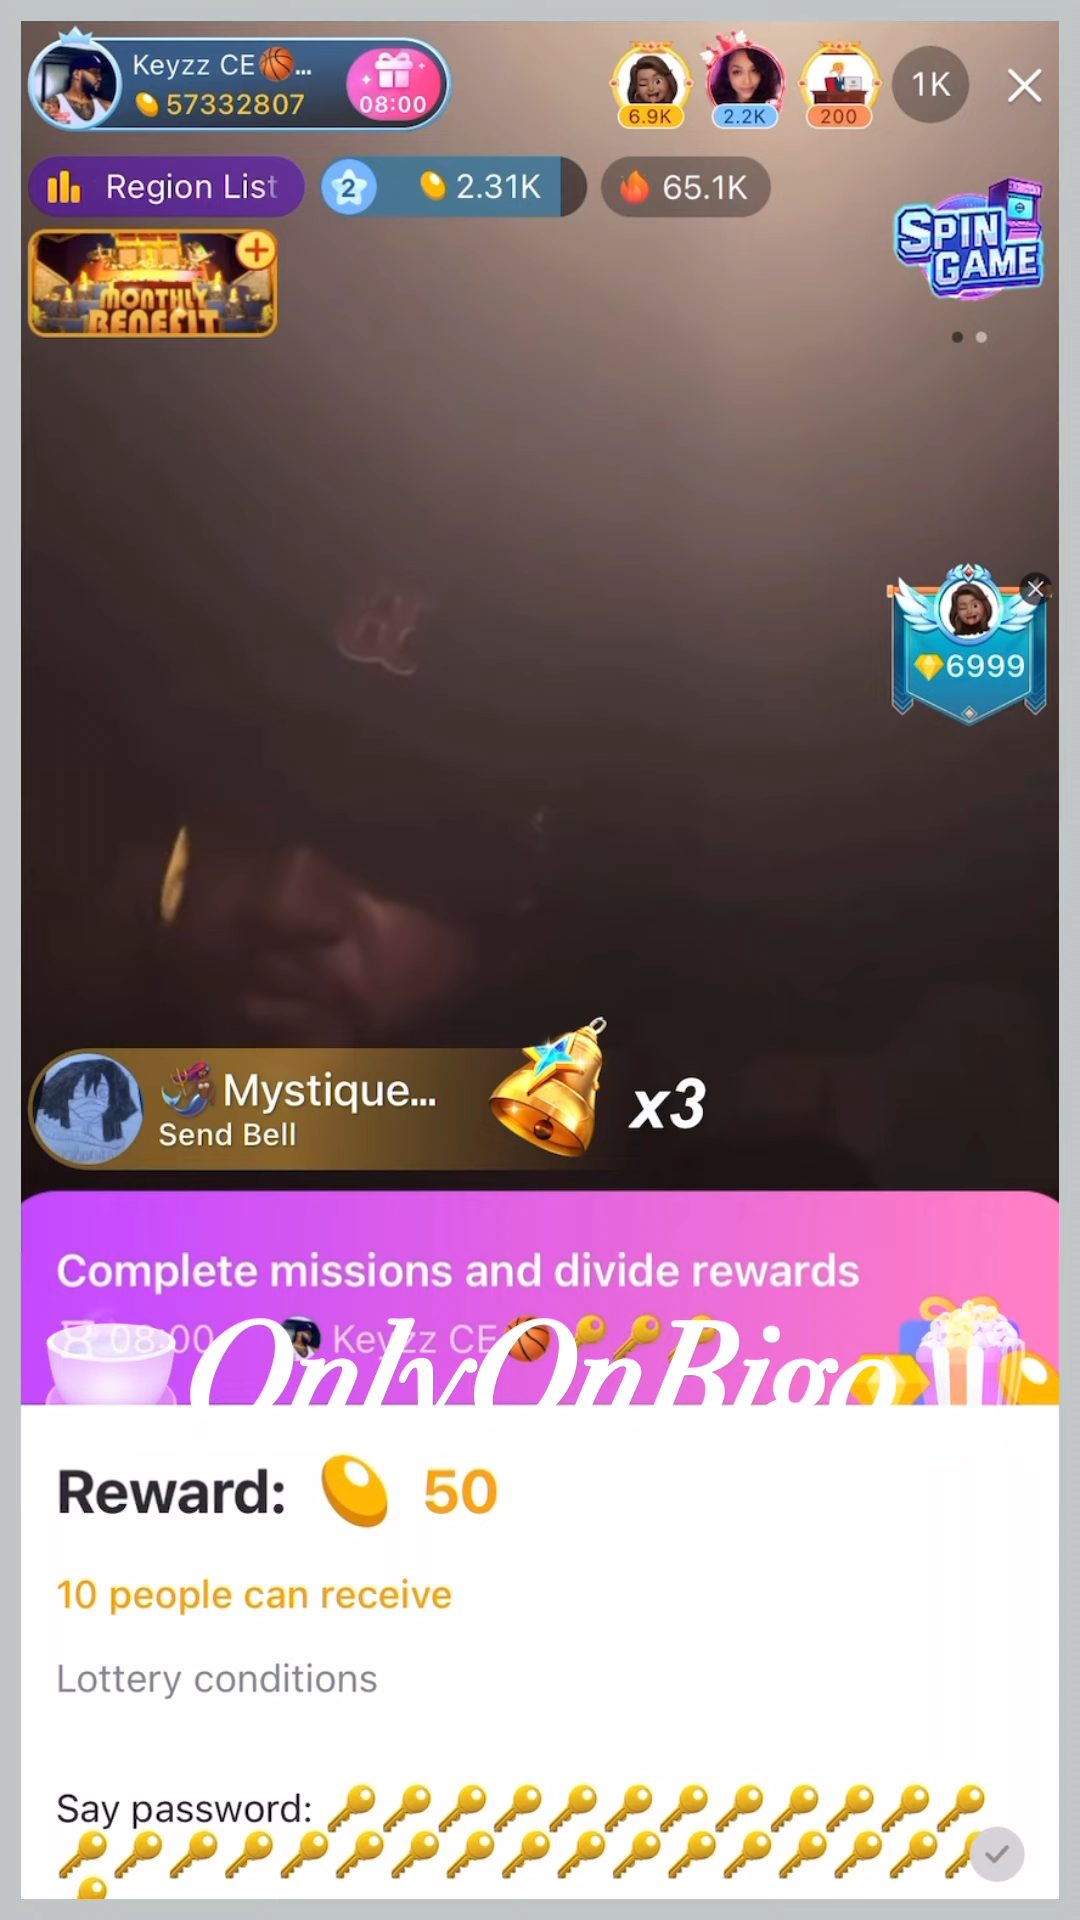 Keyzz CE🏀...
57332807
08:00
6.9K
2.2K
200
1K
Region List
2
2.31K
65.1K
SPIN
GAME
MONTHLY
BENEFIT
6999
Mystique...
Send Bell
x3
Complete missions and divide rewards
08:00 Keyzz CE🏀🔑🔑🔑
OnlyOnBigo
Reward: 50
10 people can receive
Lottery conditions
Say password: 🔑🔑🔑🔑🔑🔑🔑🔑🔑🔑🔑🔑
🔑🔑🔑🔑🔑🔑🔑🔑🔑🔑🔑🔑🔑🔑🔑🔑🔑
🔑